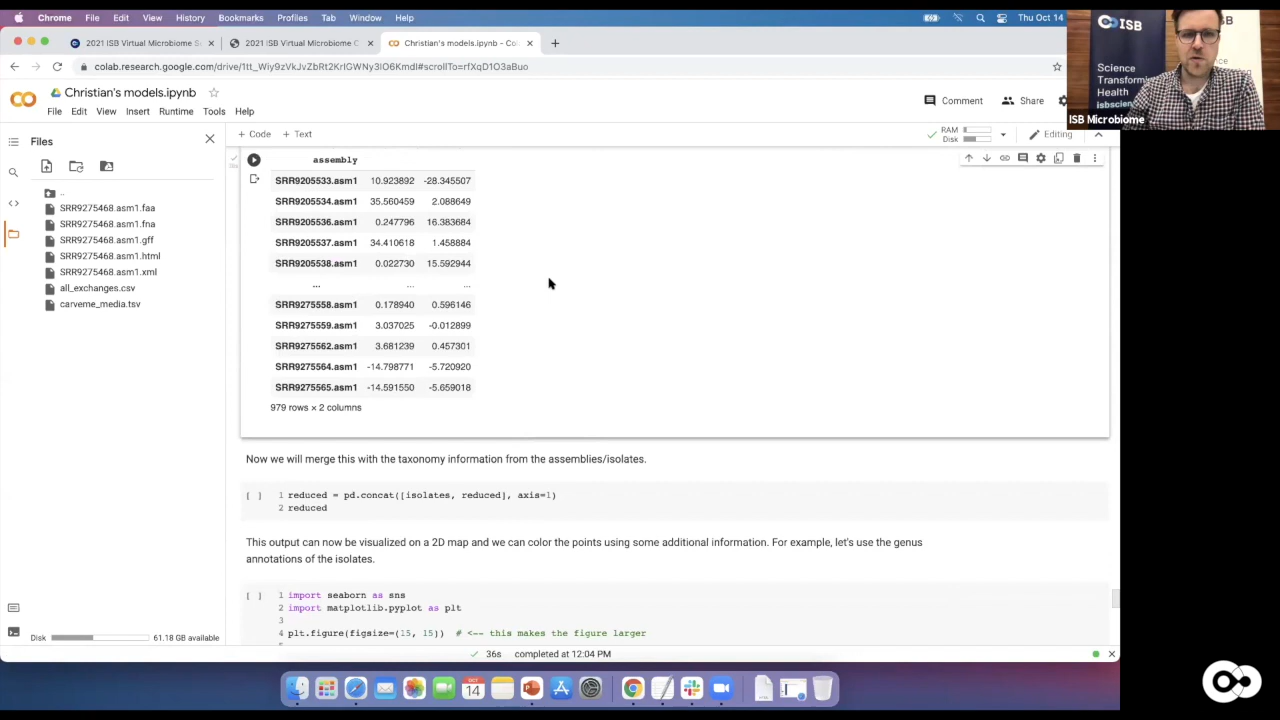 Chrome File Edit View History Bookmarks Profiles Tab Window Help Thu Oct 14
2021 ISB Virtual Microbiome S
2021 ISB Virtual Microbiome C
Christian's models.ipynb - Col
Christian's models.ipynb
File Edit View Insert Runtime Tools Help
Comment
Share
ISB
Science
Transforming
Health
ISB Microbiome
Files
SRR9275468.asm1.faa
SRR9275468.asm1.fna
SRR9275468.asm1.gff
SRR9275468.asm1.html
SRR9275468.asm1.xml
all_exchanges.csv
carveme_media.tsv
Disk 61.18 GB available
+ Code + Text
RAM
Disk
Editing
assembly
SRR9205533.asm1 10.923892 -28.345507
SRR9205534.asm1 35.560459 2.088649
SRR9205536.asm1 0.247796 16.383684
SRR9205537.asm1 34.410618 1.458884
SRR9205538.asm1 0.022730 15.592944
... ... ...
SRR9275558.asm1 0.178940 0.596146
SRR9275559.asm1 3.037025 -0.012899
SRR9275562.asm1 3.681239 0.457301
SRR9275564.asm1 -14.798771 -5.720920
SRR9275565.asm1 -14.591550 -5.659018
979 rows × 2 columns
Now we will merge this with the taxonomy information from the assemblies/isolates.
[ ] 1 reduced = pd.concat([isolates, reduced], axis=1)
2 reduced
This output can now be visualized on a 2D map and we can color the points using some additional information. For example, let's use the genus
annotations of the isolates.
[ ] 1 import seaborn as sns
2 import matplotlib.pyplot as plt
3
4 plt.figure(figsize=(15, 15)) # <-- this makes the figure larger
36s completed at 12:04 PM
OCT
14